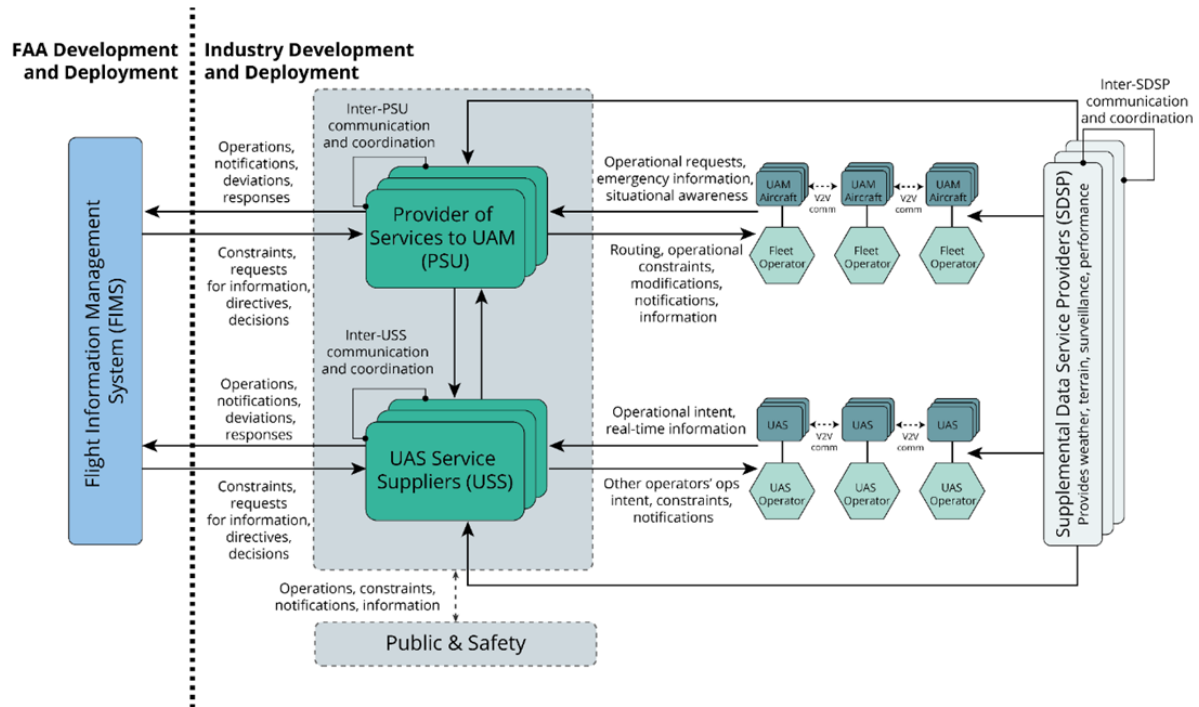 FAA Development
and Deployment
Industry Development
and Deployment
Flight Information Management
System (FIMS)
Operations,
notifications,
deviations,
responses
Constraints,
requests
for information,
directives,
decisions
Inter-PSU
communication
and coordination
Provider of
Services to UAM
(PSU)
Operational requests,
emergency information,
situational awareness
Routing, operational
constraints,
modifications,
notifications,
information
UAM
Aircraft
V2V
comm
UAM
Aircraft
V2V
comm
UAM
Aircraft
Fleet
Operator
Fleet
Operator
Fleet
Operator
Inter-SDSP
communication
and coordination
Supplemental Data Service Providers (SDSP)
Provides weather, terrain, surveillance, performance
Operations,
notifications,
deviations,
responses
Constraints,
requests
for information,
directives,
decisions
Inter-USS
communication
and coordination
UAS Service
Suppliers (USS)
Operational intent,
real-time information
Other operators’ ops
intent, constraints,
notifications
UAS
V2V
comm
UAS
V2V
comm
UAS
UAS
Operator
UAS
Operator
UAS
Operator
Operations, constraints,
notifications, information
Public & Safety